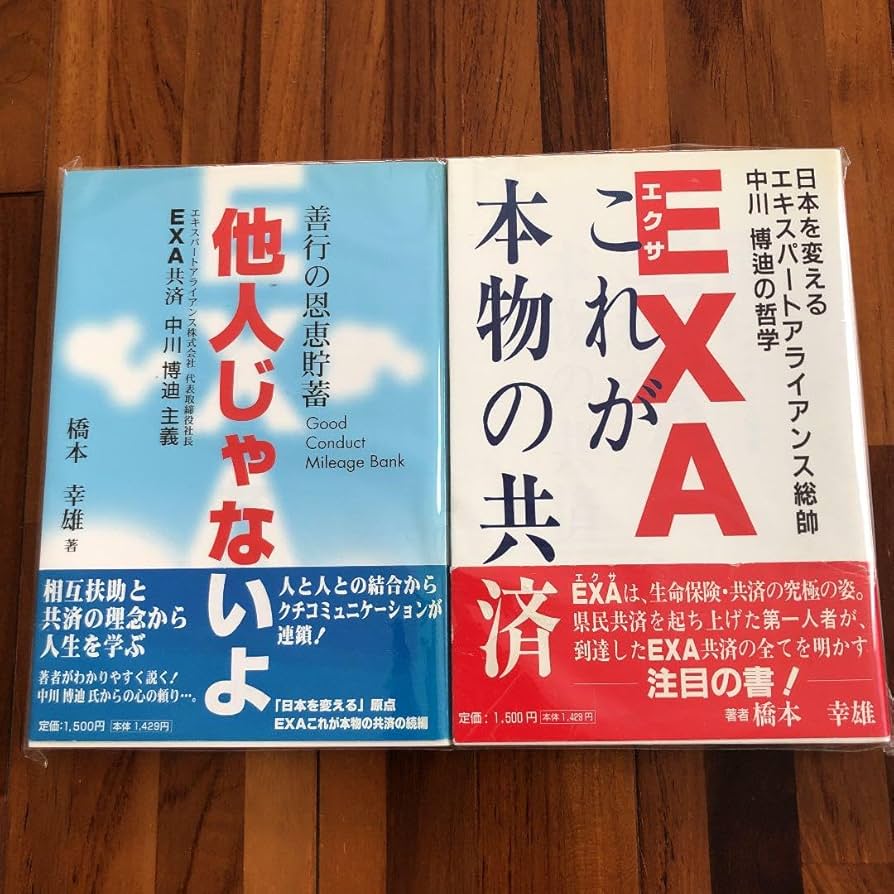 善行の恩恵貯蓄
Good
Conduct
Mileage Bank
他人じゃないよ
エキスパートアライアンス株式会社 代表取締役社長
EXA共済 中川 博迪 主義
橋本 幸雄 著
人と人との結合から
クチコミュニケーションが
連鎖!
相互扶助と
共済の理念から
人生を学ぶ
著者がわかりやすく説く!
中川 博迪 氏からの心の頼り…。
「日本を変える」原点
EXAこれが本物の共済の続編
定価:1,500円 本体 1,429円
日本を変える
エキスパートアライアンス総帥
中川 博迪の哲学
エクサ
EXA
これが
本物の共済
エクサ
EXAは、生命保険・共済の究極の姿。
県民共済を起ち上げた第一人者が、
到達したEXA共済の全てを明かす
注目の書!
定価:1,500円 本体 1,429円
著者 橋本 幸雄